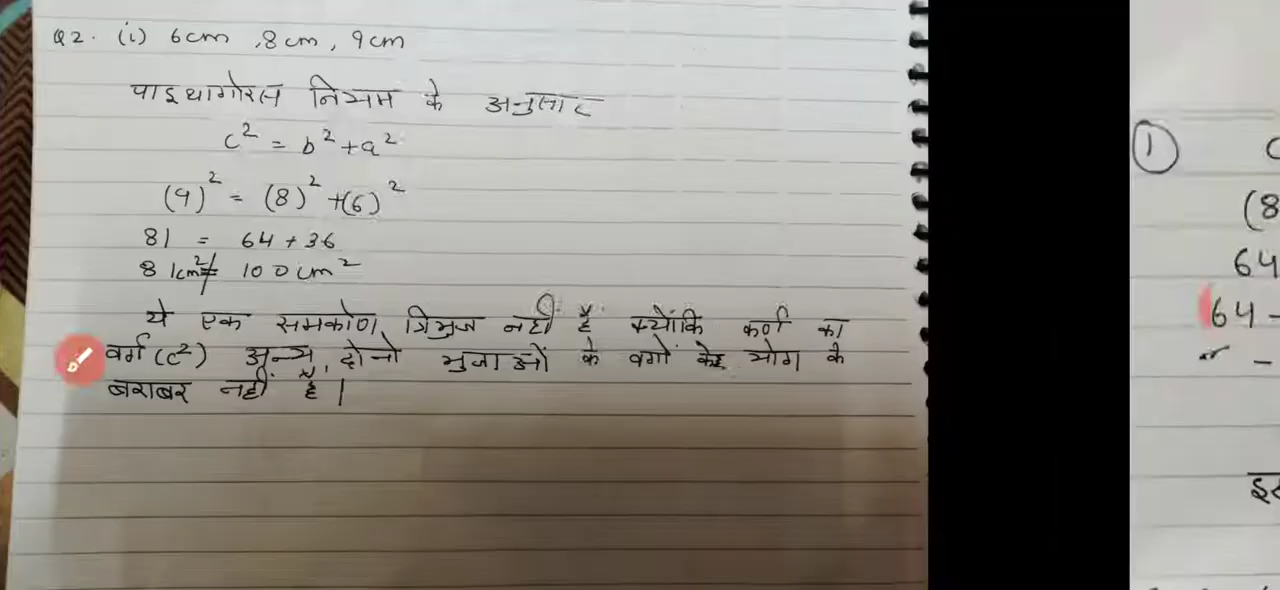 Q2. (i) 6cm, 8cm, 9cm
पाइथागोरस नियम के अनुसार
c² = b² + a²
(9)² = (8)² + (6)²
81 = 64 + 36
81cm² ≠ 100cm²
ये एक समकोण त्रिभुज नहीं है क्योंकि कर्ण का
वर्ग (c²) अन्य दोनो भुजाओं के वर्गो के योग के
बराबर नहीं है।
①
(8
64
64 -